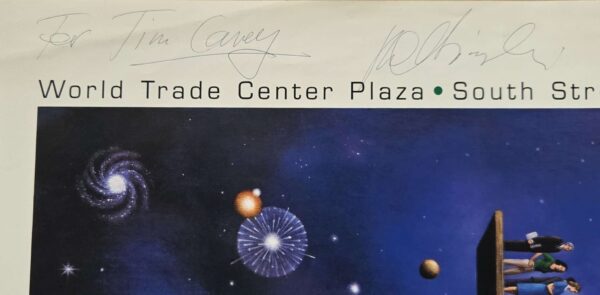 For Tim Carey
World Trade Center Plaza • South Str